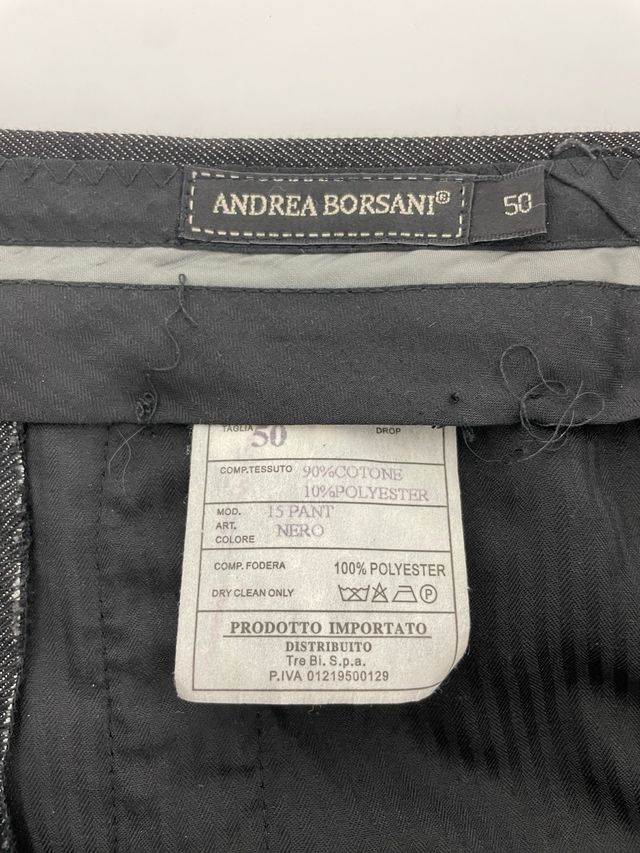 ANDREA BORSANI® 50
TAGLIA 50 DROP
COMP.TESSUTO 90%COTONE
10%POLYESTER
MOD. 15 PANT
ART. NERO
COLORE
COMP. FODERA 100% POLYESTER
DRY CLEAN ONLY P
PRODOTTO IMPORTATO
DISTRIBUITO
Tre Bi. S.p.a.
P.IVA 01219500129